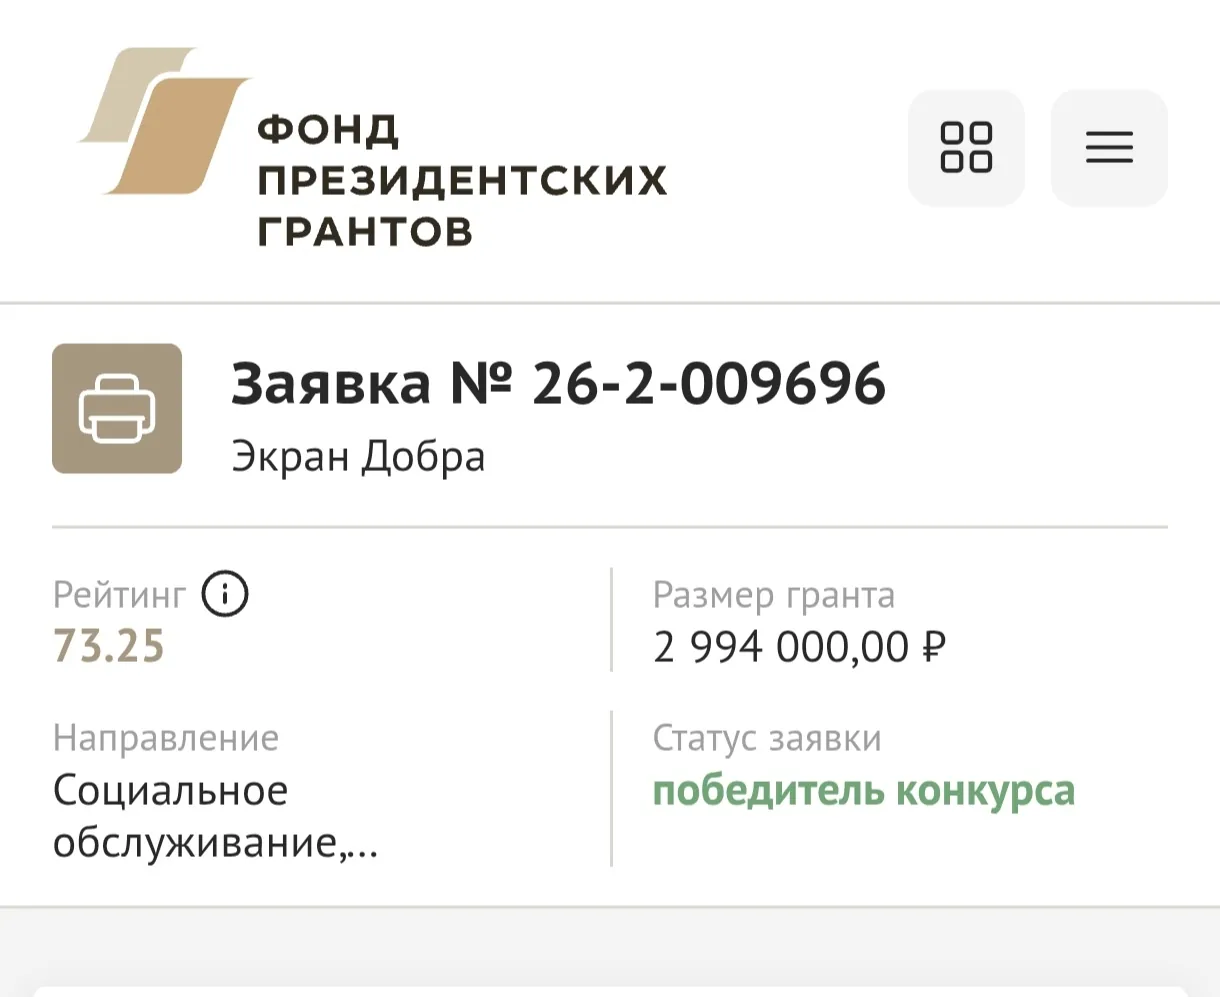 ФОНД
ПРЕЗИДЕНТСКИХ
ГРАНТОВ
Заявка № 26-2-009696
Экран Добра
Рейтинг
73.25
Размер гранта
2 994 000,00 ₽
Направление
Социальное
обслуживание,...
Статус заявки
победитель конкурса